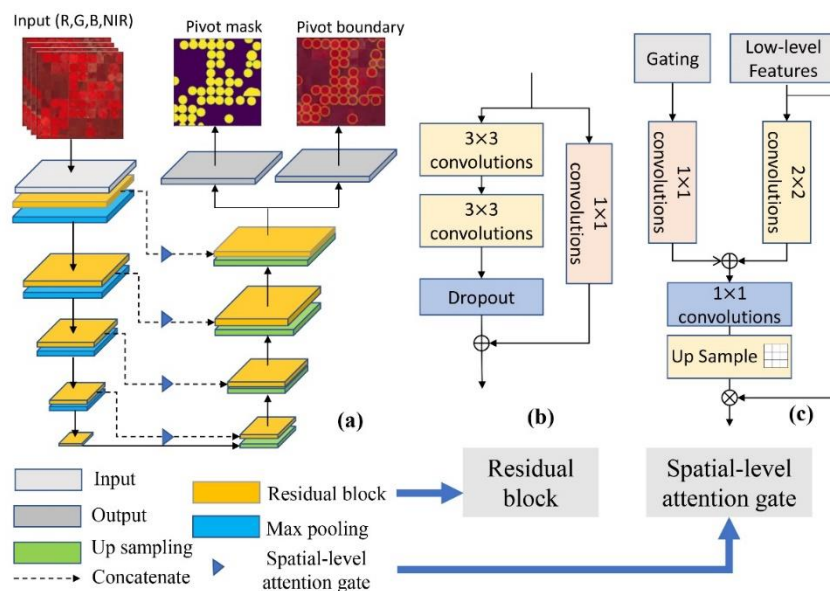 Input (R,G,B,NIR)
Pivot mask
Pivot boundary
(a)
3×3
convolutions
3×3
convolutions
Dropout
1×1
convolutions
(b)
Gating
Low-level
Features
1×1
convolutions
2×2
convolutions
1×1
convolutions
Up Sample
(c)
Input
Output
Up sampling
Concatenate
Residual block
Max pooling
Spatial-level
attention gate
Residual
block
Spatial-level
attention gate